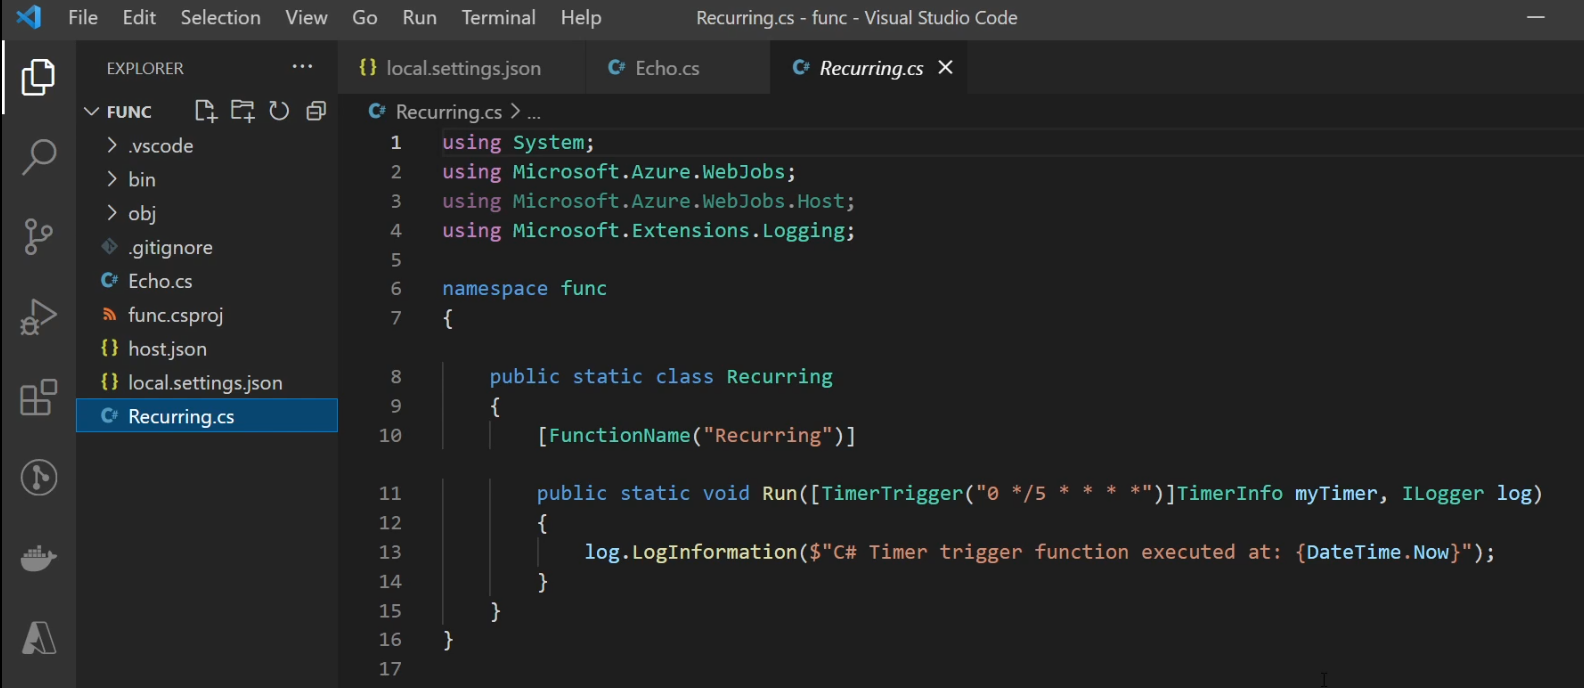 File Edit Selection View Go Run Terminal Help Recurring.cs - func - Visual Studio Code
EXPLORER ...
FUNC
.vscode
bin
obj
.gitignore
Echo.cs
func.csproj
host.json
local.settings.json
Recurring.cs
local.settings.json Echo.cs Recurring.cs
Recurring.cs > ...
1 using System;
2 using Microsoft.Azure.WebJobs;
3 using Microsoft.Azure.WebJobs.Host;
4 using Microsoft.Extensions.Logging;
5
6 namespace func
7 {
8 public static class Recurring
9 {
10 [FunctionName("Recurring")]
11 public static void Run([TimerTrigger("0 */5 * * * *")]TimerInfo myTimer, ILogger log)
12 {
13 log.LogInformation($"C# Timer trigger function executed at: {DateTime.Now}");
14 }
15 }
16 }
17